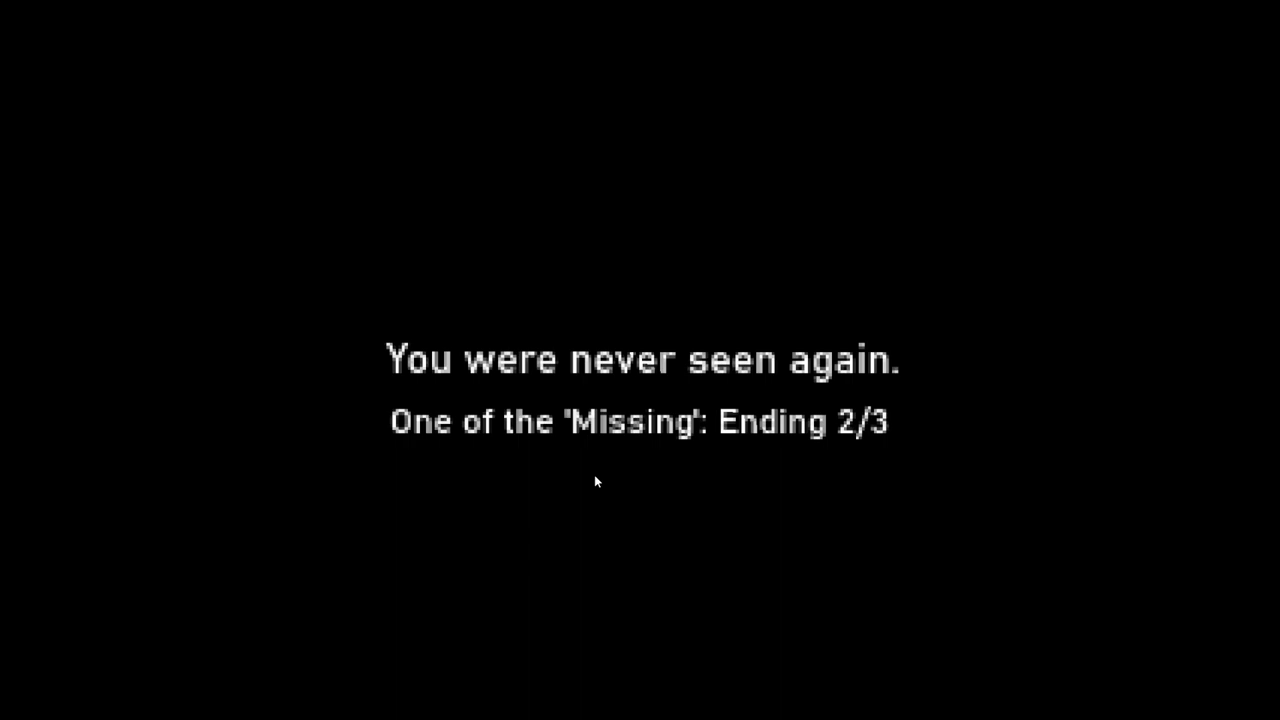 You were never seen again.
One of the 'Missing': Ending 2/3